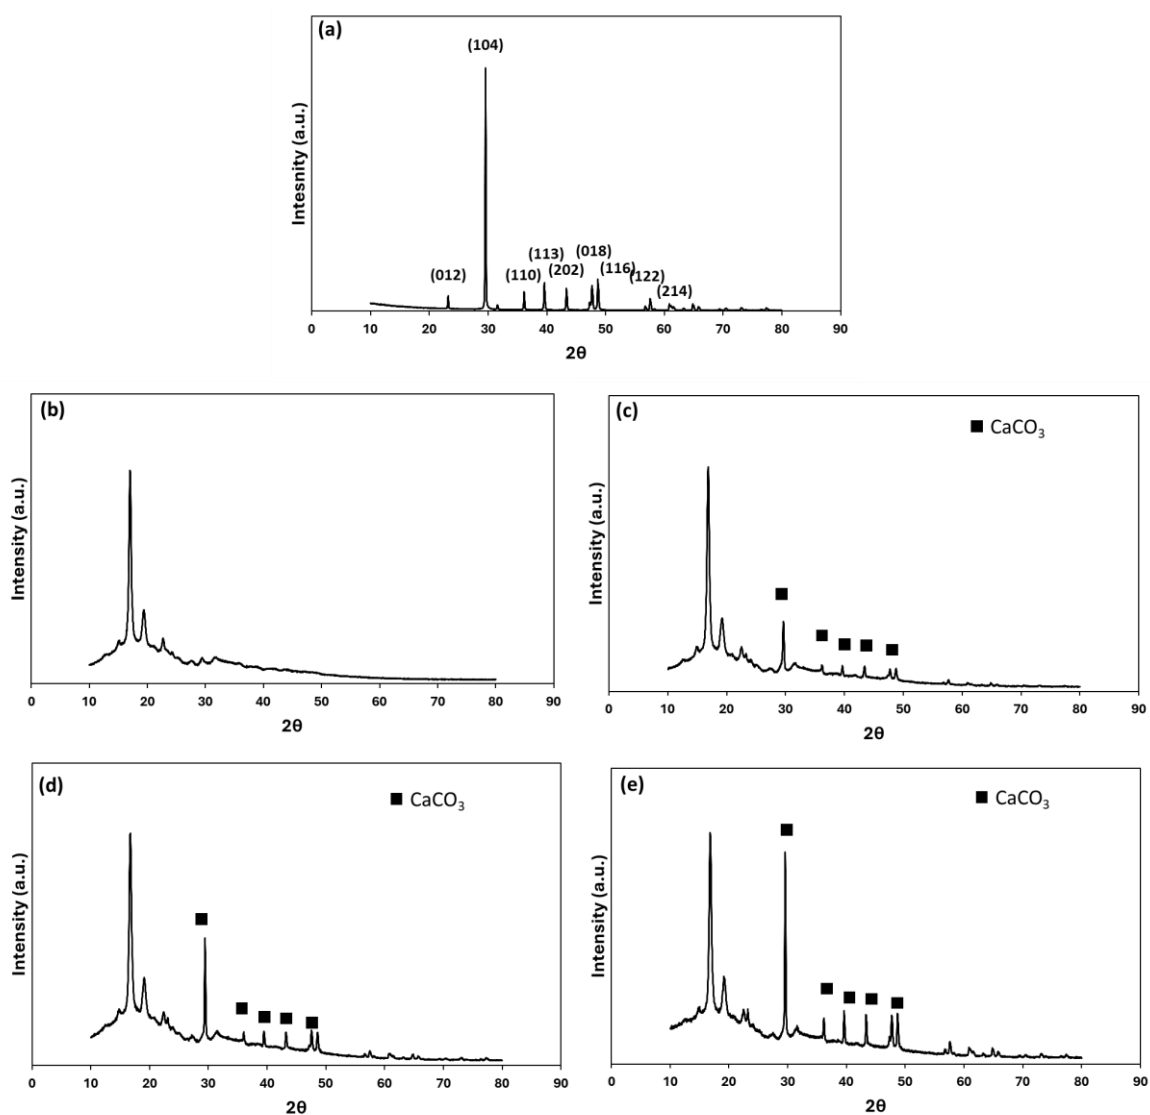 (a)
(104)
(018)
(113)
(202)
(116)
(012)
(110)
(122)
(214)
Intesnity (a.u.)
0 10 20 30 40 50 60 70 80 90
2θ
(b)
Intensity (a.u.)
0 10 20 30 40 50 60 70 80 90
2θ
(c)
CaCO₃
Intensity (a.u.)
0 10 20 30 40 50 60 70 80 90
2θ
(d)
CaCO₃
Intensity (a.u.)
0 10 20 30 40 50 60 70 80 90
2θ
(e)
CaCO₃
Intensity (a.u.)
0 10 20 30 40 50 60 70 80 90
2θ